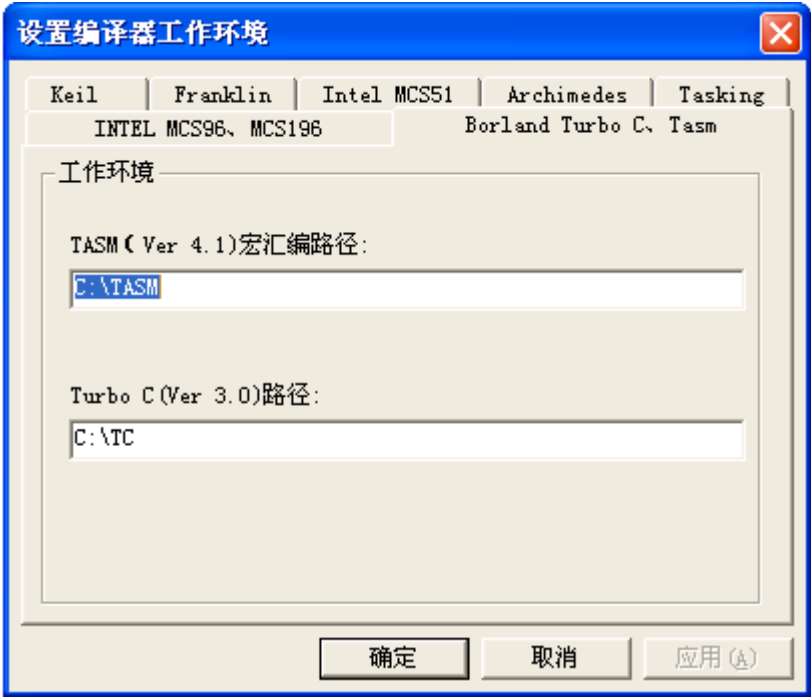 设置编译器工作环境
Keil Franklin Intel MCS51 Archimedes Tasking
INTEL MCS96、MCS196 Borland Turbo C、Tasm
工作环境
TASM( Ver 4.1)宏汇编路径:
C:\TASM
Turbo C(Ver 3.0)路径:
C:\TC
确定 取消 应用(A)